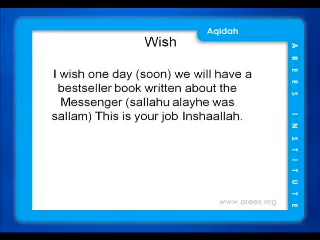 Aqidah
Wish
I wish one day (soon) we will have a
bestseller book written about the
Messenger (sallahu alayhe was
sallam) This is your job Inshaallah.
AREES INSTITUTE
www.arees.org